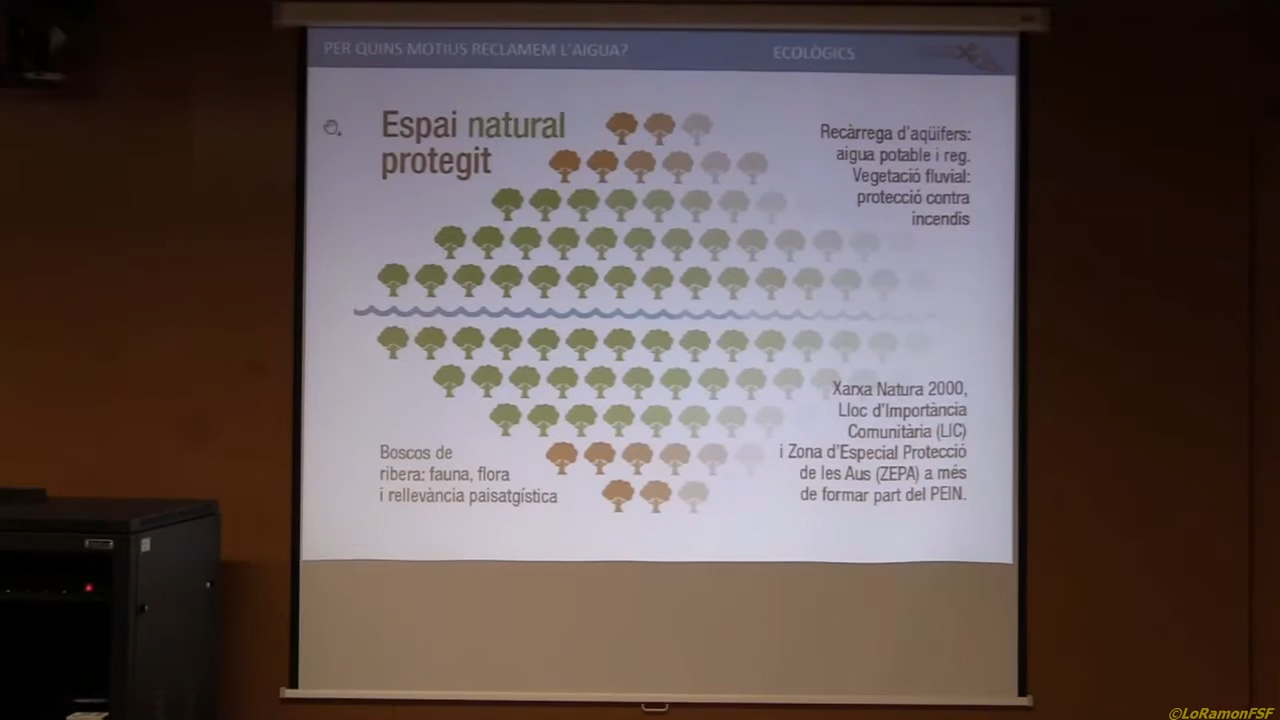 PER QUINS MOTIUS RECLAMEM L'AIGUA?
ECOLÒGICS
Espai natural
protegit
Recàrrega d'aqüifers:
aigua potable i reg.
Vegetació fluvial:
protecció contra
incendis
Boscos de
ribera: fauna, flora
i rellevància paisatgística
Xarxa Natura 2000,
Lloc d'Importància
Comunitària (LIC)
i Zona d'Especial Protecció
de les Aus (ZEPA) a més
de formar part del PEIN.
©LoRamonFSF